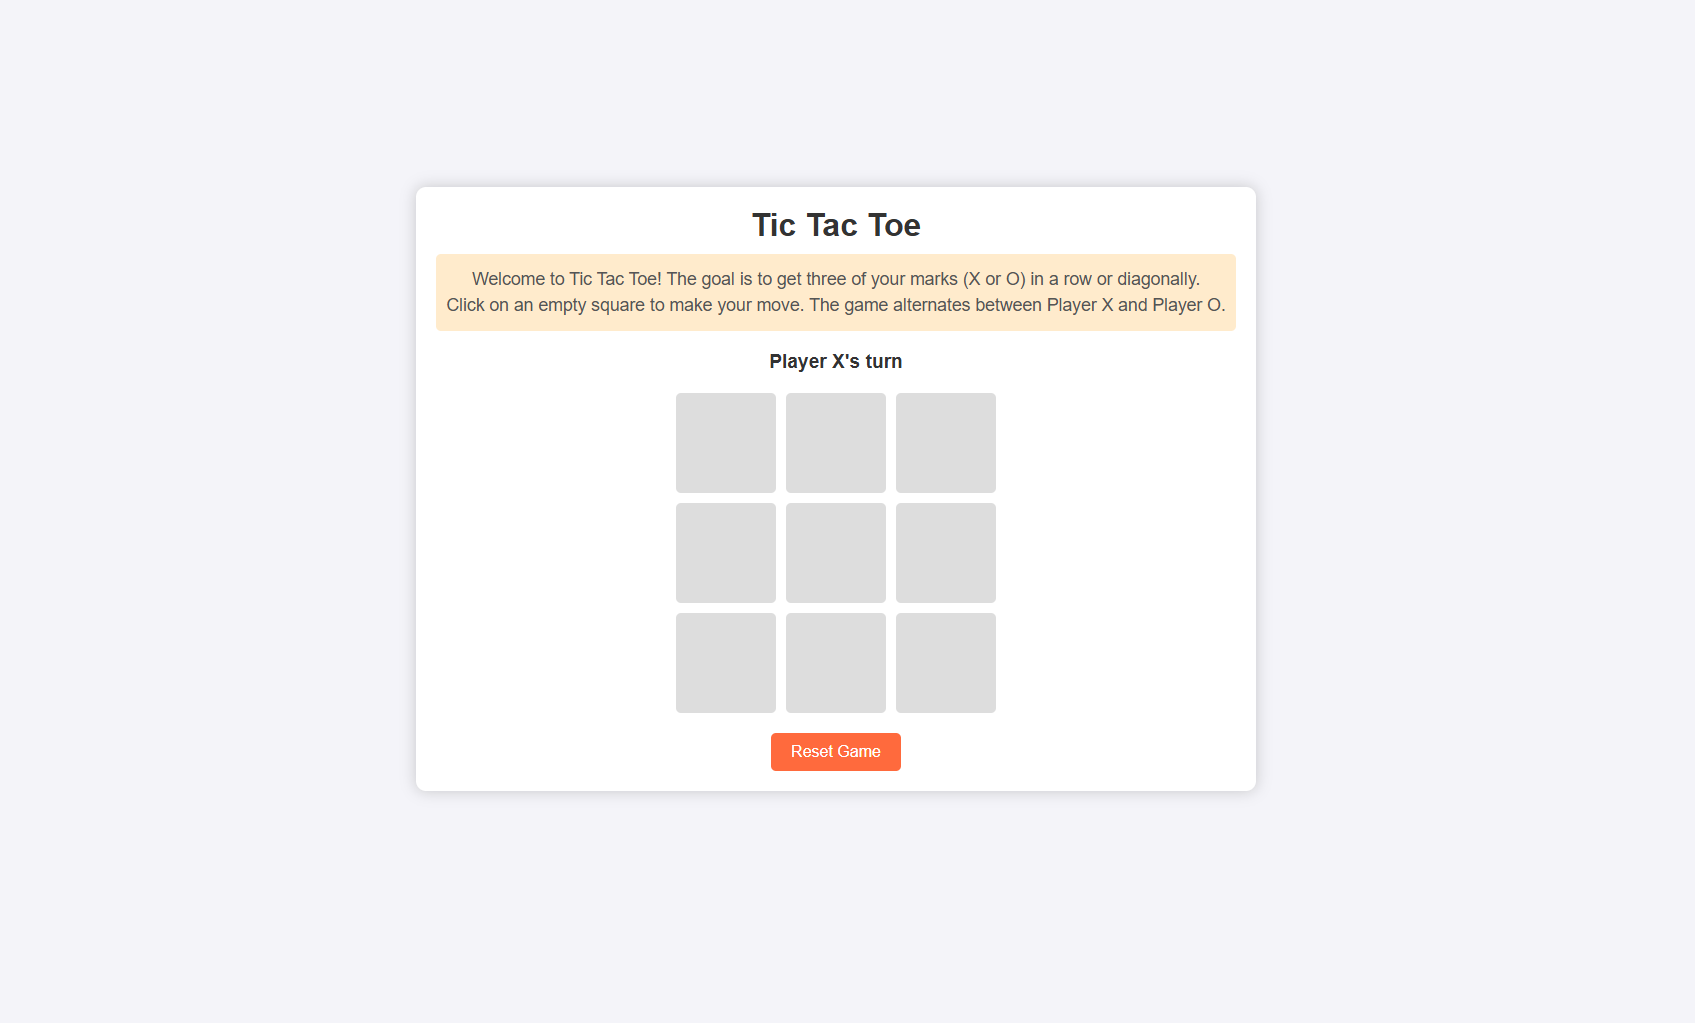 Tic Tac Toe
Welcome to Tic Tac Toe! The goal is to get three of your marks (X or O) in a row or diagonally.
Click on an empty square to make your move. The game alternates between Player X and Player O.
Player X's turn
Reset Game